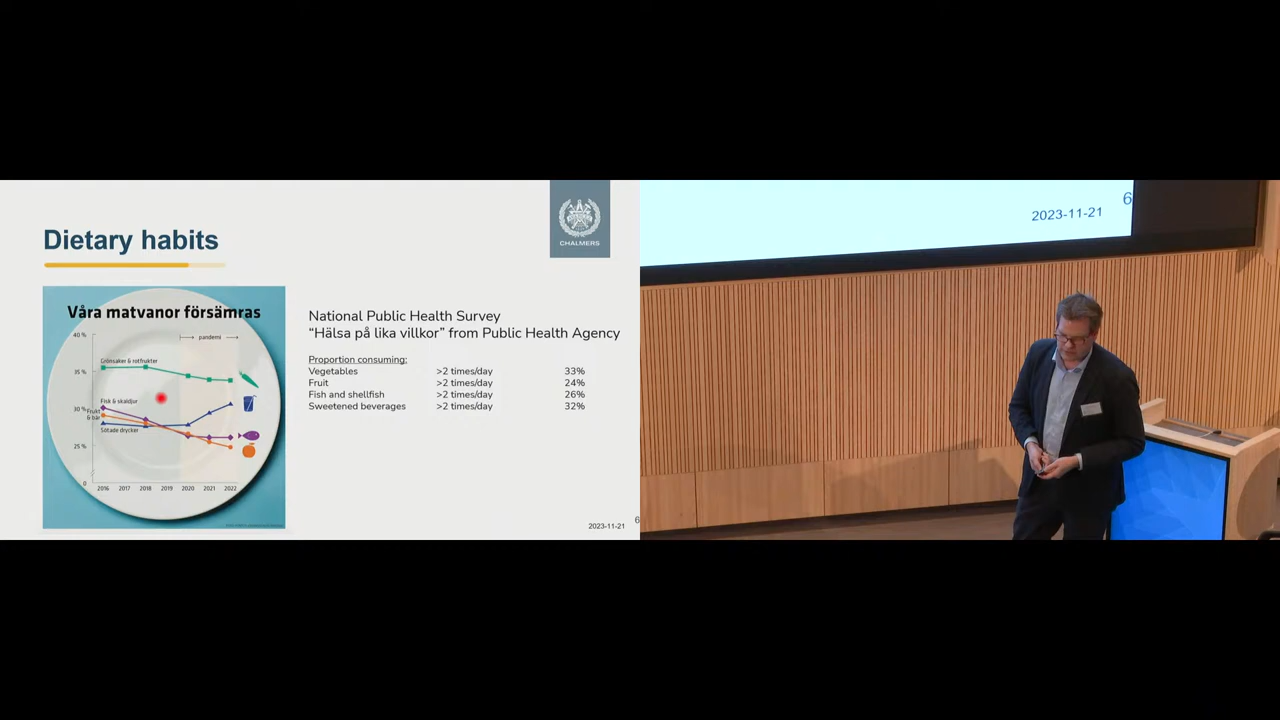 CHALMERS
Dietary habits
Våra matvanor försämras
40 %
pandemi
Grönsaker & rotfrukter
35 %
Fisk & skaldjur
30 %
Frukt
& bär
Sötade drycker
25 %
0
2016 2017 2018 2019 2020 2021 2022
National Public Health Survey
“Hälsa på lika villkor” from Public Health Agency
Proportion consuming:
Vegetables >2 times/day 33%
Fruit >2 times/day 24%
Fish and shellfish >2 times/day 26%
Sweetened beverages >2 times/day 32%
2023-11-21 6
2023-11-21 6